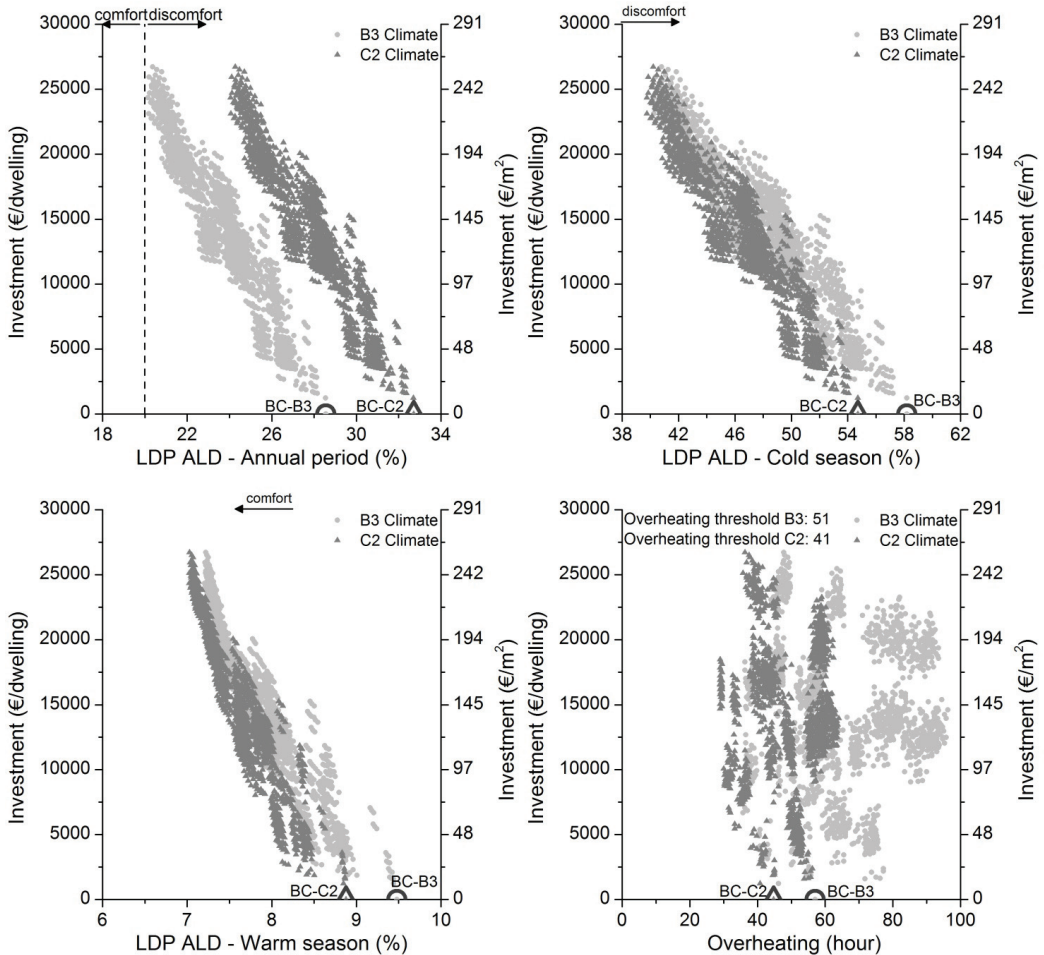 comfort discomfort
B3 Climate
C2 Climate
30000 25000 20000 15000 10000 5000 0
291 242 194 145 97 48 0
Investment (€/dwelling)
Investment (€/m²)
BC-B3 BC-C2
18 22 26 30 34
LDP ALD - Annual period (%)
discomfort
B3 Climate
C2 Climate
30000 25000 20000 15000 10000 5000 0
291 242 194 145 97 48 0
Investment (€/dwelling)
Investment (€/m²)
BC-C2 BC-B3
38 42 46 50 54 58 62
LDP ALD - Cold season (%)
comfort
B3 Climate
C2 Climate
30000 25000 20000 15000 10000 5000 0
291 242 194 145 97 48 0
Investment (€/dwelling)
Investment (€/m²)
BC-C2 BC-B3
6 7 8 9 10
LDP ALD - Warm season (%)
Overheating threshold B3: 51
Overheating threshold C2: 41
B3 Climate
C2 Climate
30000 25000 20000 15000 10000 5000 0
291 242 194 145 97 48 0
Investment (€/dwelling)
Investment (€/m²)
BC-C2 BC-B3
0 20 40 60 80 100
Overheating (hour)